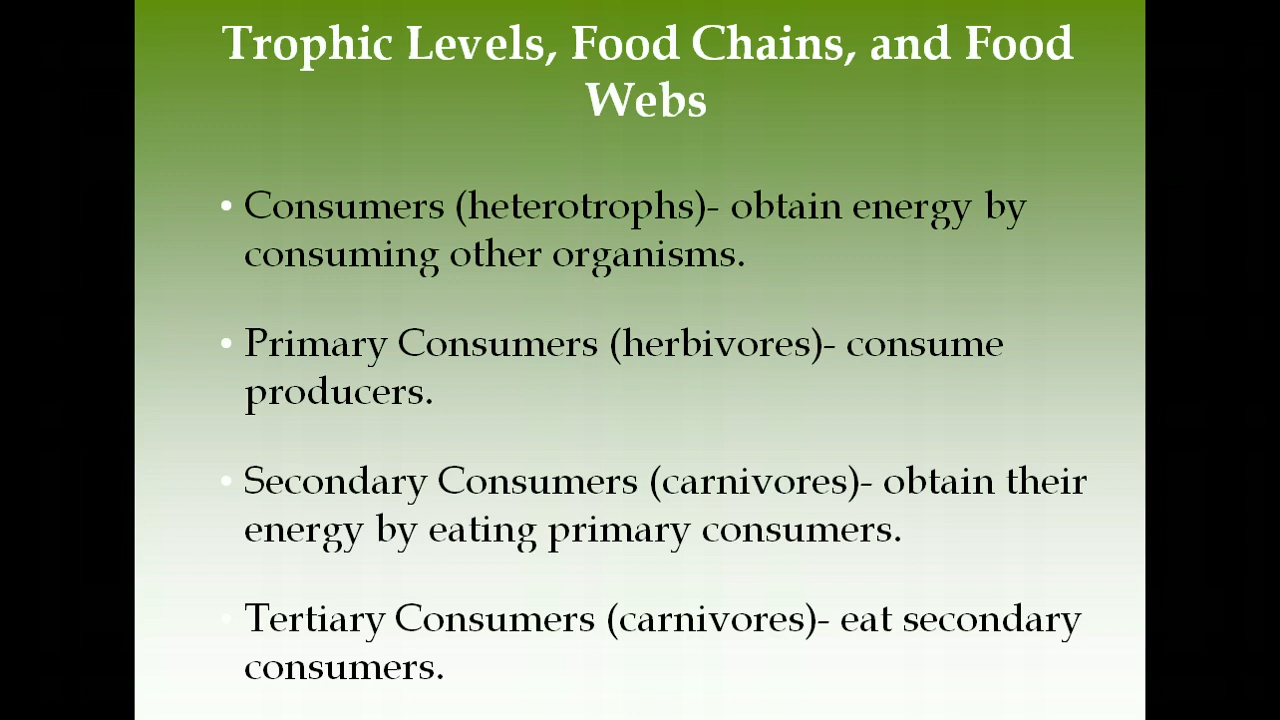 Trophic Levels, Food Chains, and Food
Webs
• Consumers (heterotrophs)- obtain energy by
consuming other organisms.
• Primary Consumers (herbivores)- consume
producers.
• Secondary Consumers (carnivores)- obtain their
energy by eating primary consumers.
• Tertiary Consumers (carnivores)- eat secondary
consumers.